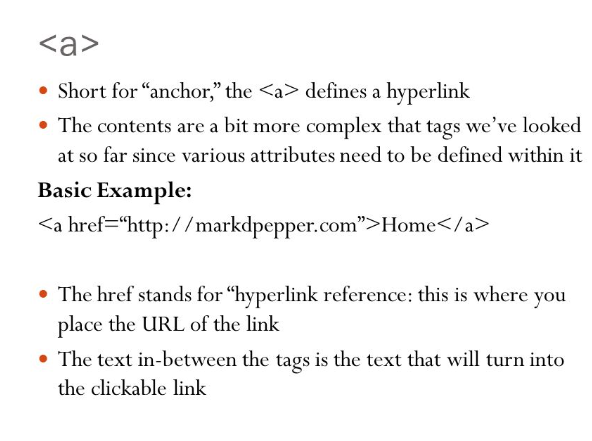 <a>
• Short for “anchor,” the <a> defines a hyperlink
• The contents are a bit more complex that tags we’ve looked
at so far since various attributes need to be defined within it
Basic Example:
<a href=“http://markdpepper.com”>Home</a>
• The href stands for “hyperlink reference: this is where you
place the URL of the link
• The text in-between the tags is the text that will turn into
the clickable link